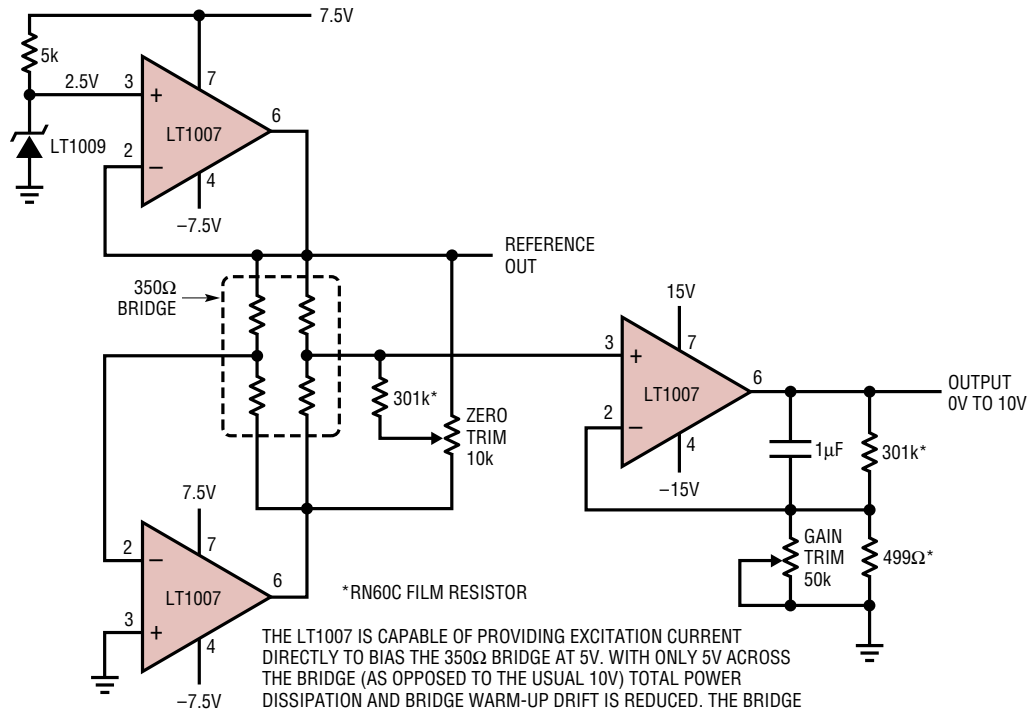 7.5V
5k
2.5V
3
7
+
6
LT1007
LT1009
2
–
4
–7.5V
REFERENCE
OUT
350Ω
BRIDGE
15V
3
7
+
6
LT1007
2
–
4
–15V
OUTPUT
0V TO 10V
301k*
ZERO
TRIM
10k
1µF
301k*
GAIN
TRIM
50k
499Ω*
7.5V
2
7
–
6
LT1007
3
+
4
–7.5V
*RN60C FILM RESISTOR
THE LT1007 IS CAPABLE OF PROVIDING EXCITATION CURRENT
DIRECTLY TO BIAS THE 350Ω BRIDGE AT 5V. WITH ONLY 5V ACROSS
THE BRIDGE (AS OPPOSED TO THE USUAL 10V) TOTAL POWER
DISSIPATION AND BRIDGE WARM-UP DRIFT IS REDUCED. THE BRIDGE